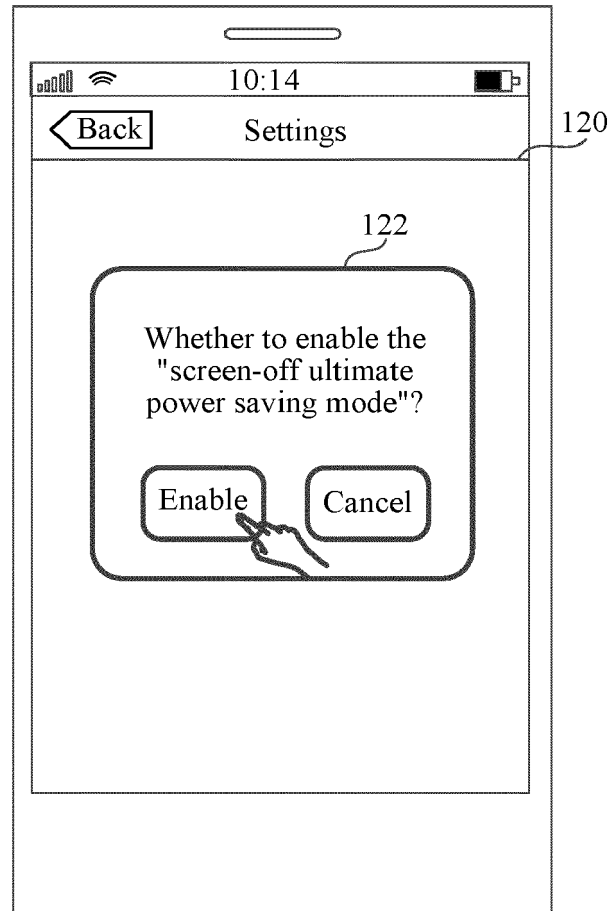 10:14
Back Settings
120
122
Whether to enable the
"screen-off ultimate
power saving mode"?
Enable Cancel